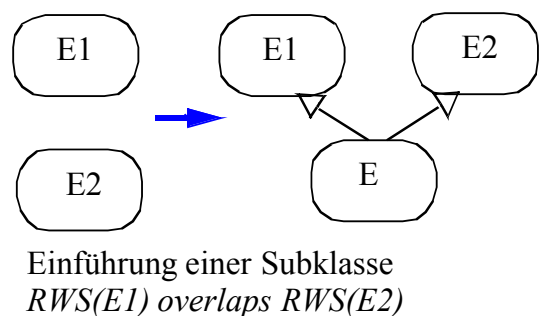 E1
E1
E2
E2
E
Einführung einer Subklasse
RWS(E1) overlaps RWS(E2)